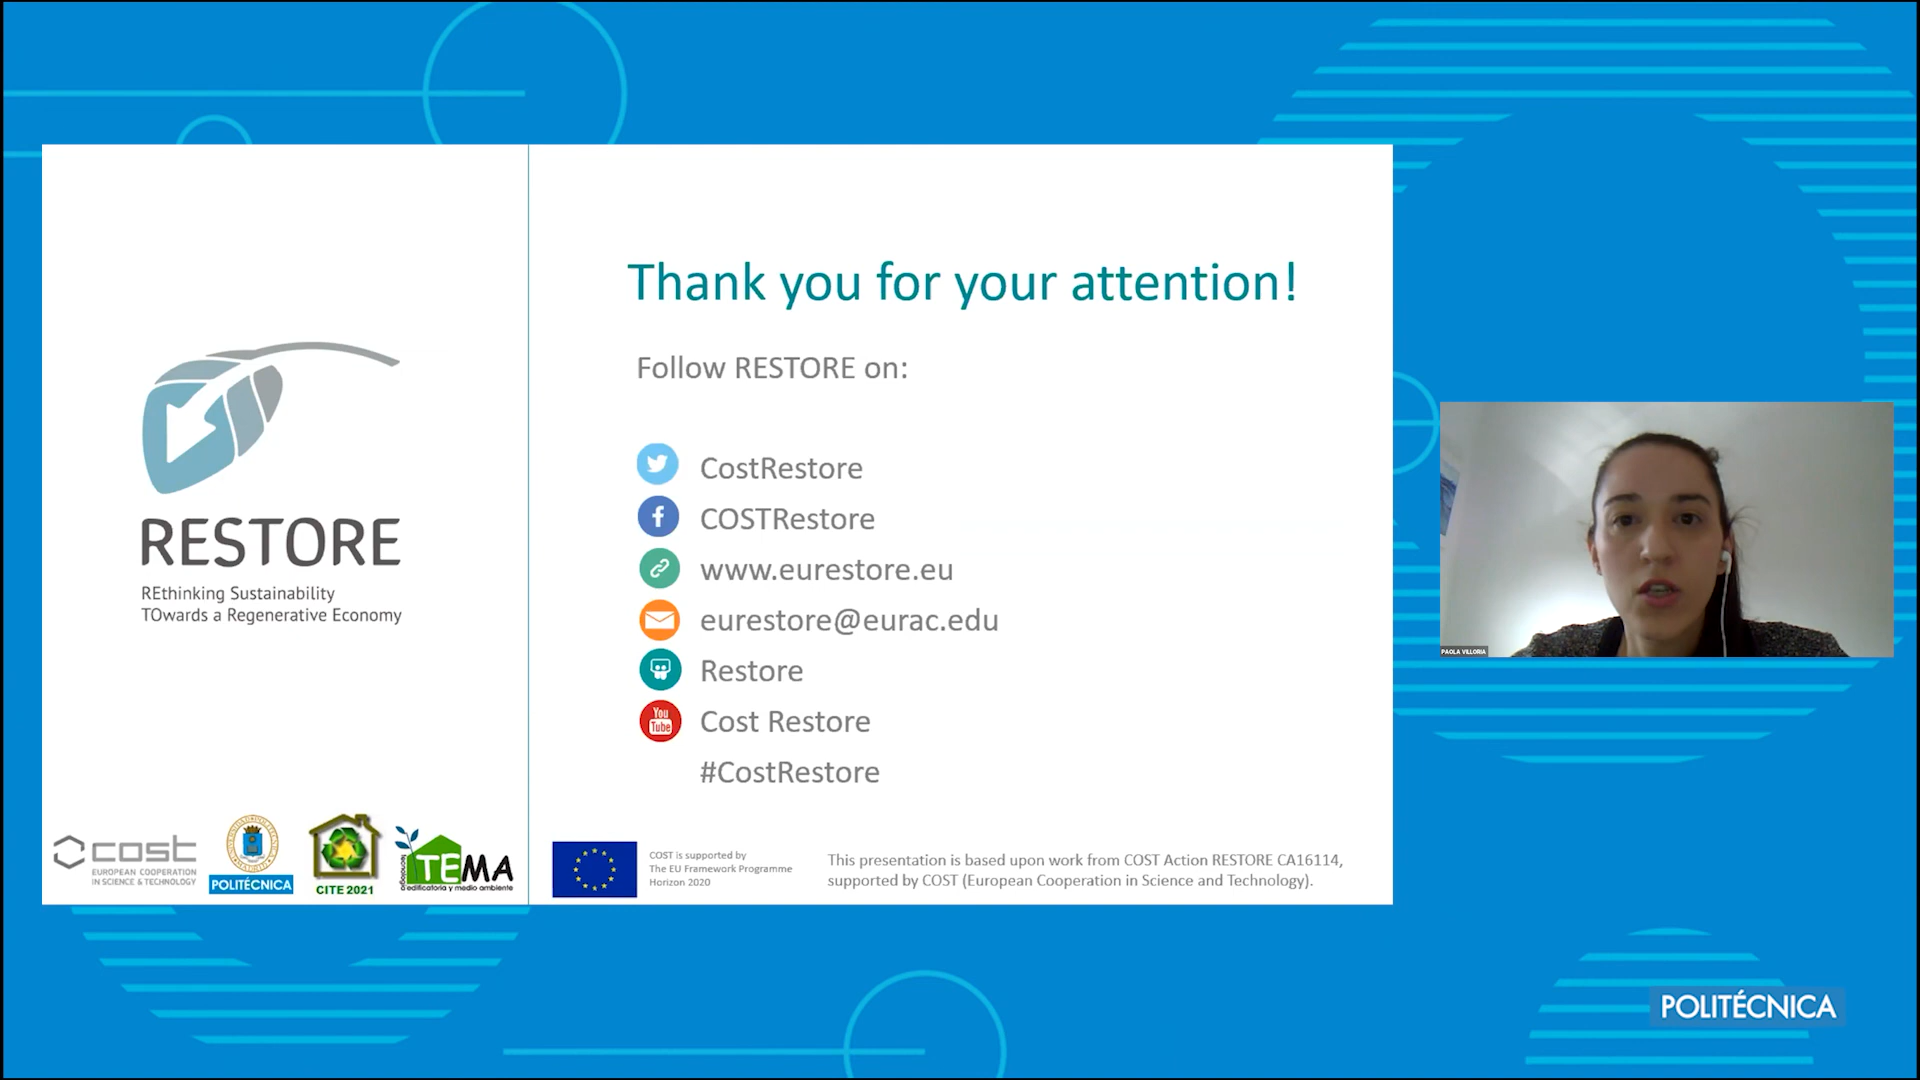 Thank you for your attention!
Follow RESTORE on:
CostRestore
COSTRestore
www.eurestore.eu
eurestore@eurac.edu
Restore
You
Tube
Cost Restore
#CostRestore
RESTORE
REthinking Sustainability
TOwards a Regenerative Economy
cost
EUROPEAN COOPERATION
IN SCIENCE & TECHNOLOGY
POLITÉCNICA
CITE 2021
TEMA
tecnología edificatoria y medio ambiente
COST is supported by
The EU Framework Programme
Horizon 2020
This presentation is based upon work from COST Action RESTORE CA16114,
supported by COST (European Cooperation in Science and Technology).
PAOLA VILLORIA
POLITÉCNICA